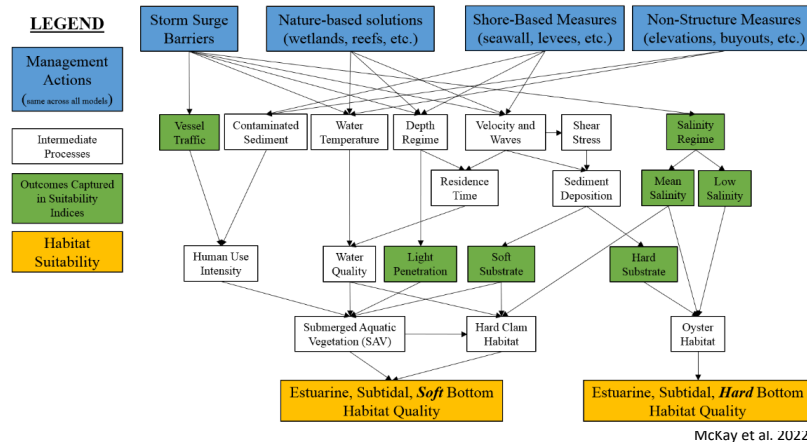 LEGEND
Management
Actions
(same across all models)
Intermediate
Processes
Outcomes Captured
in Suitability
Indices
Habitat
Suitability
Storm Surge
Barriers
Nature-based solutions
(wetlands, reefs, etc.)
Shore-Based Measures
(seawall, levees, etc.)
Non-Structure Measures
(elevations, buyouts, etc.)
Vessel
Traffic
Contaminated
Sediment
Water
Temperature
Depth
Regime
Velocity and
Waves
Shear
Stress
Salinity
Regime
Residence
Time
Sediment
Deposition
Mean
Salinity
Low
Salinity
Human Use
Intensity
Water
Quality
Light
Penetration
Soft
Substrate
Hard
Substrate
Submerged Aquatic
Vegetation (SAV)
Hard Clam
Habitat
Oyster
Habitat
Estuarine, Subtidal, Soft Bottom
Habitat Quality
Estuarine, Subtidal, Hard Bottom
Habitat Quality
McKay et al. 2022